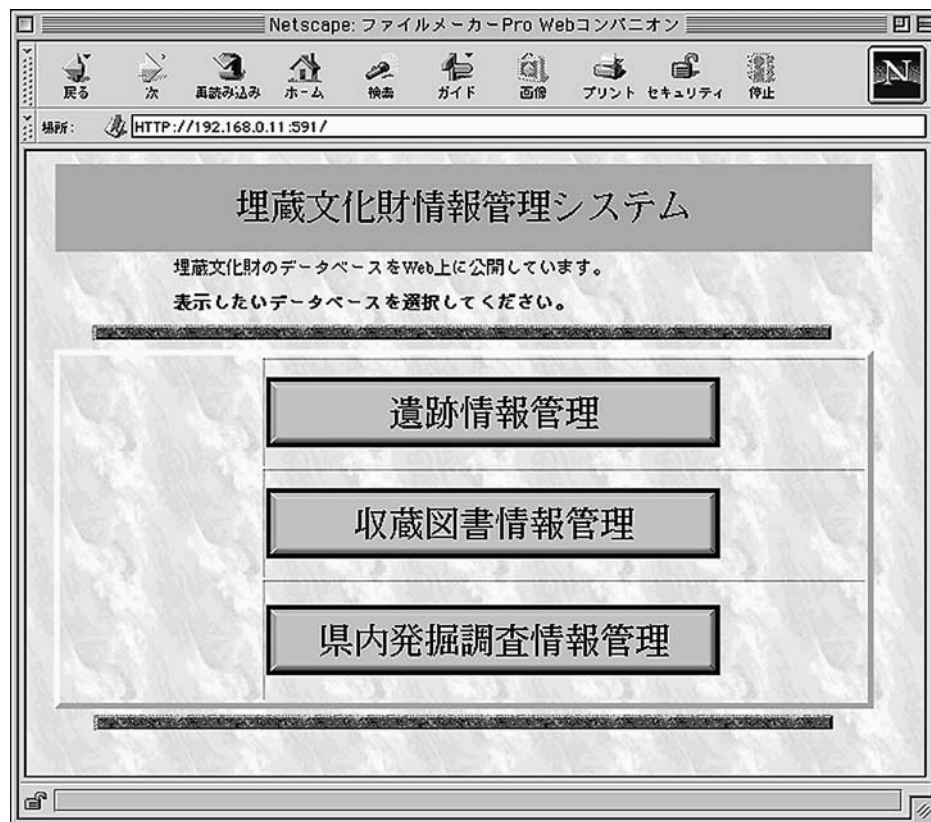 Netscape: ファイルメーカーPro Webコンパニオン
戻る 次 再読み込み ホーム 検索 ガイド 画像 プリント セキュリティ 停止
N
場所: HTTP://192.168.0.11:591/
埋蔵文化財情報管理システム
埋蔵文化財のデータベースをWeb上に公開しています。
表示したいデータベースを選択してください。
遺跡情報管理
収蔵図書情報管理
県内発掘調査情報管理